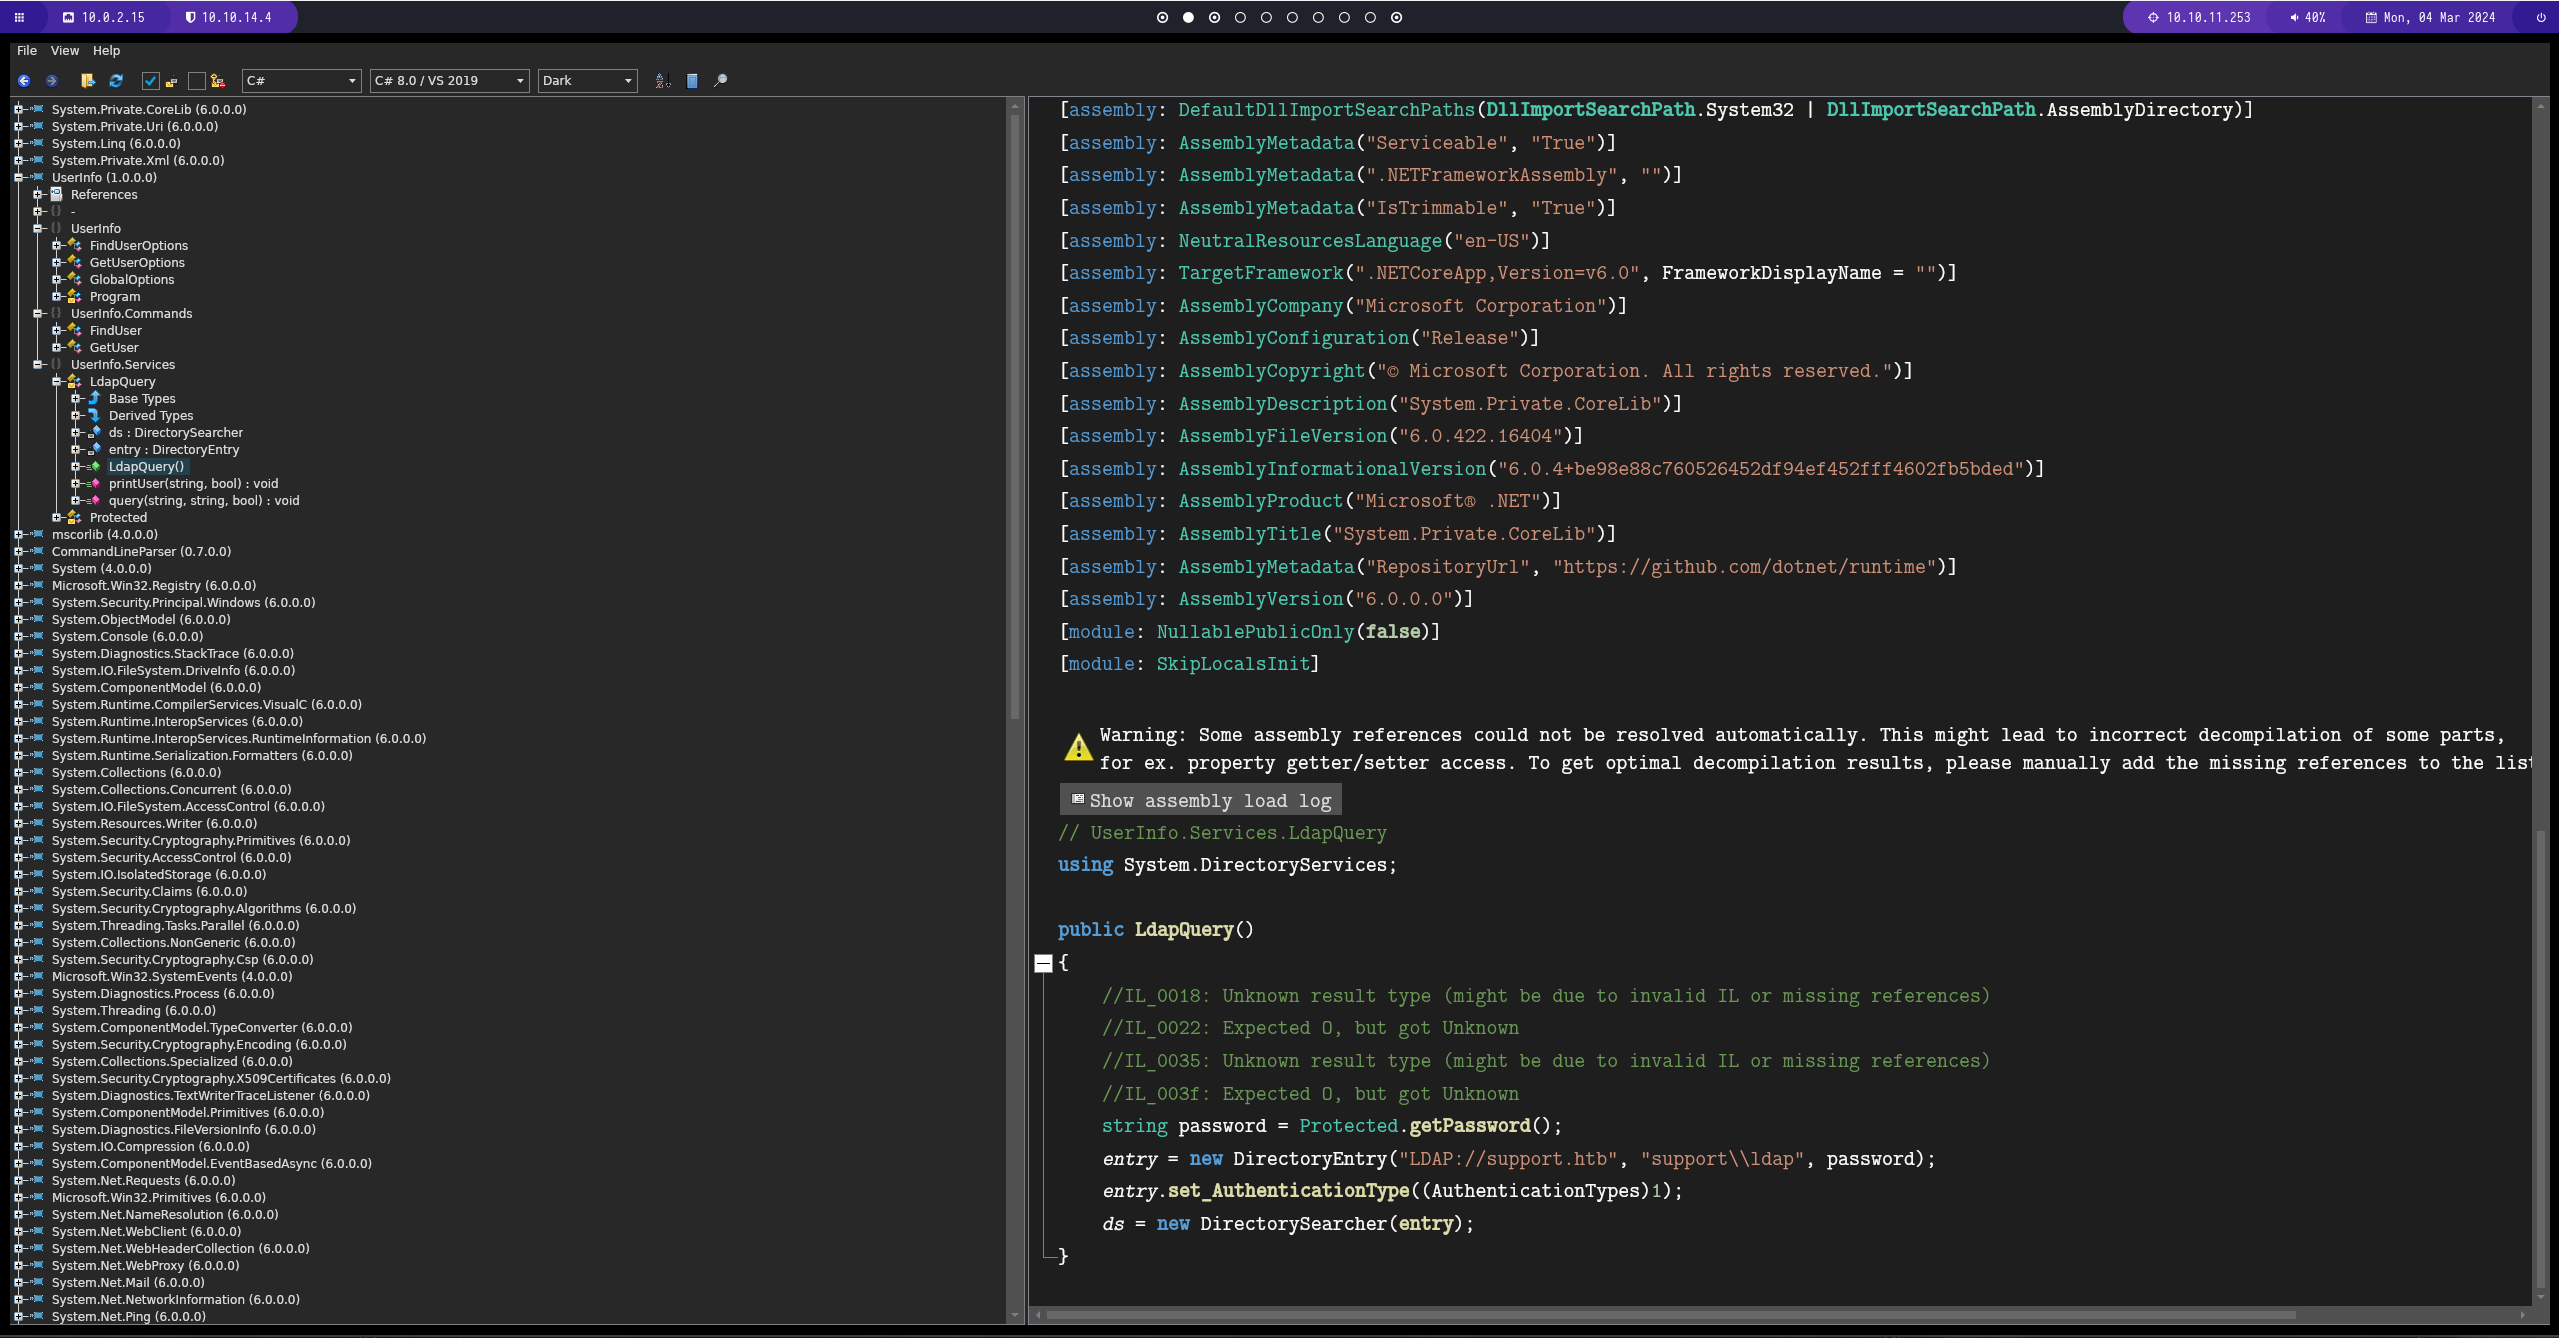 10.0.2.15 10.10.14.4 10.10.11.253 40% Mon, 04 Mar 2024
File View Help
C# C# 8.0 / VS 2019 Dark
System.Private.CoreLib (6.0.0.0)
System.Private.Uri (6.0.0.0)
System.Linq (6.0.0.0)
System.Private.Xml (6.0.0.0)
UserInfo (1.0.0.0)
References
-
UserInfo
FindUserOptions
GetUserOptions
GlobalOptions
Program
UserInfo.Commands
FindUser
GetUser
UserInfo.Services
LdapQuery
Base Types
Derived Types
ds : DirectorySearcher
entry : DirectoryEntry
LdapQuery()
printUser(string, bool) : void
query(string, string, bool) : void
Protected
mscorlib (4.0.0.0)
CommandLineParser (0.7.0.0)
System (4.0.0.0)
Microsoft.Win32.Registry (6.0.0.0)
System.Security.Principal.Windows (6.0.0.0)
System.ObjectModel (6.0.0.0)
System.Console (6.0.0.0)
System.Diagnostics.StackTrace (6.0.0.0)
System.IO.FileSystem.DriveInfo (6.0.0.0)
System.ComponentModel (6.0.0.0)
System.Runtime.CompilerServices.VisualC (6.0.0.0)
System.Runtime.InteropServices (6.0.0.0)
System.Runtime.InteropServices.RuntimeInformation (6.0.0.0)
System.Runtime.Serialization.Formatters (6.0.0.0)
System.Collections (6.0.0.0)
System.Collections.Concurrent (6.0.0.0)
System.IO.FileSystem.AccessControl (6.0.0.0)
System.Resources.Writer (6.0.0.0)
System.Security.Cryptography.Primitives (6.0.0.0)
System.Security.AccessControl (6.0.0.0)
System.IO.IsolatedStorage (6.0.0.0)
System.Security.Claims (6.0.0.0)
System.Security.Cryptography.Algorithms (6.0.0.0)
System.Threading.Tasks.Parallel (6.0.0.0)
System.Collections.NonGeneric (6.0.0.0)
System.Security.Cryptography.Csp (6.0.0.0)
Microsoft.Win32.SystemEvents (4.0.0.0)
System.Diagnostics.Process (6.0.0.0)
System.Threading (6.0.0.0)
System.ComponentModel.TypeConverter (6.0.0.0)
System.Security.Cryptography.Encoding (6.0.0.0)
System.Collections.Specialized (6.0.0.0)
System.Security.Cryptography.X509Certificates (6.0.0.0)
System.Diagnostics.TextWriterTraceListener (6.0.0.0)
System.ComponentModel.Primitives (6.0.0.0)
System.Diagnostics.FileVersionInfo (6.0.0.0)
System.IO.Compression (6.0.0.0)
System.ComponentModel.EventBasedAsync (6.0.0.0)
System.Net.Requests (6.0.0.0)
Microsoft.Win32.Primitives (6.0.0.0)
System.Net.NameResolution (6.0.0.0)
System.Net.WebClient (6.0.0.0)
System.Net.WebHeaderCollection (6.0.0.0)
System.Net.WebProxy (6.0.0.0)
System.Net.Mail (6.0.0.0)
System.Net.NetworkInformation (6.0.0.0)
System.Net.Ping (6.0.0.0)
[assembly: DefaultDllImportSearchPaths(DllImportSearchPath.System32 | DllImportSearchPath.AssemblyDirectory)]
[assembly: AssemblyMetadata("Serviceable", "True")]
[assembly: AssemblyMetadata(".NETFrameworkAssembly", "")]
[assembly: AssemblyMetadata("IsTrimmable", "True")]
[assembly: NeutralResourcesLanguage("en-US")]
[assembly: TargetFramework(".NETCoreApp,Version=v6.0", FrameworkDisplayName = "")]
[assembly: AssemblyCompany("Microsoft Corporation")]
[assembly: AssemblyConfiguration("Release")]
[assembly: AssemblyCopyright("© Microsoft Corporation. All rights reserved.")]
[assembly: AssemblyDescription("System.Private.CoreLib")]
[assembly: AssemblyFileVersion("6.0.422.16404")]
[assembly: AssemblyInformationalVersion("6.0.4+be98e88c760526452df94ef452fff4602fb5bded")]
[assembly: AssemblyProduct("Microsoft® .NET")]
[assembly: AssemblyTitle("System.Private.CoreLib")]
[assembly: AssemblyMetadata("RepositoryUrl", "https://github.com/dotnet/runtime")]
[assembly: AssemblyVersion("6.0.0.0")]
[module: NullablePublicOnly(false)]
[module: SkipLocalsInit]
Warning: Some assembly references could not be resolved automatically. This might lead to incorrect decompilation of some parts,
for ex. property getter/setter access. To get optimal decompilation results, please manually add the missing references to the list
Show assembly load log
// UserInfo.Services.LdapQuery
using System.DirectoryServices;
public LdapQuery()
{
//IL_0018: Unknown result type (might be due to invalid IL or missing references)
//IL_0022: Expected O, but got Unknown
//IL_0035: Unknown result type (might be due to invalid IL or missing references)
//IL_003f: Expected O, but got Unknown
string password = Protected.getPassword();
entry = new DirectoryEntry("LDAP://support.htb", "support\\ldap", password);
entry.set_AuthenticationType((AuthenticationTypes)1);
ds = new DirectorySearcher(entry);
}